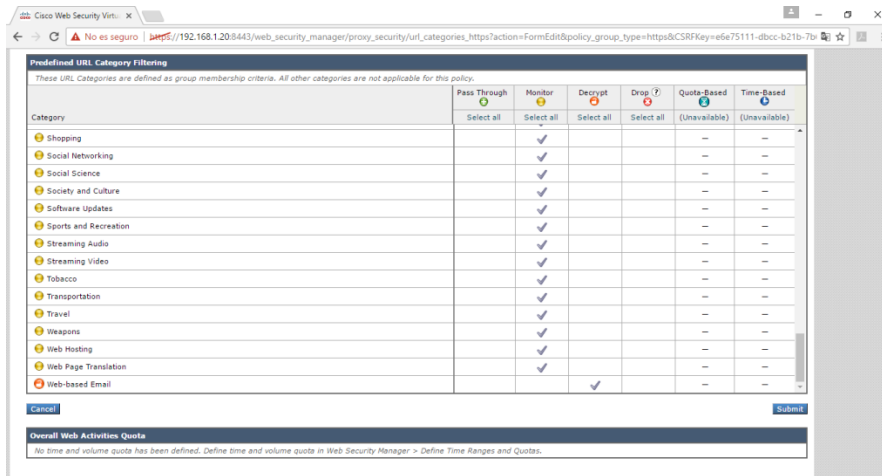 Cisco Web Security Virtu
No es seguro | https://192.168.1.20:8443/web_security_manager/proxy_security/url_categories_https?action=FormEdit&policy_group_type=https&CSRFKey=e6e75111-dbcc-b21b-7b
Predefined URL Category Filtering
These URL Categories are defined as group membership criteria. All other categories are not applicable for this policy.
Pass Through Monitor Decrypt Drop ? Quota-Based Time-Based
Category Select all Select all Select all Select all (Unavailable) (Unavailable)
Shopping – –
Social Networking – –
Social Science – –
Society and Culture – –
Software Updates – –
Sports and Recreation – –
Streaming Audio – –
Streaming Video – –
Tobacco – –
Transportation – –
Travel – –
Weapons – –
Web Hosting – –
Web Page Translation – –
Web-based Email – –
Cancel Submit
Overall Web Activities Quota
No time and volume quota has been defined. Define time and volume quota in Web Security Manager > Define Time Ranges and Quotas.